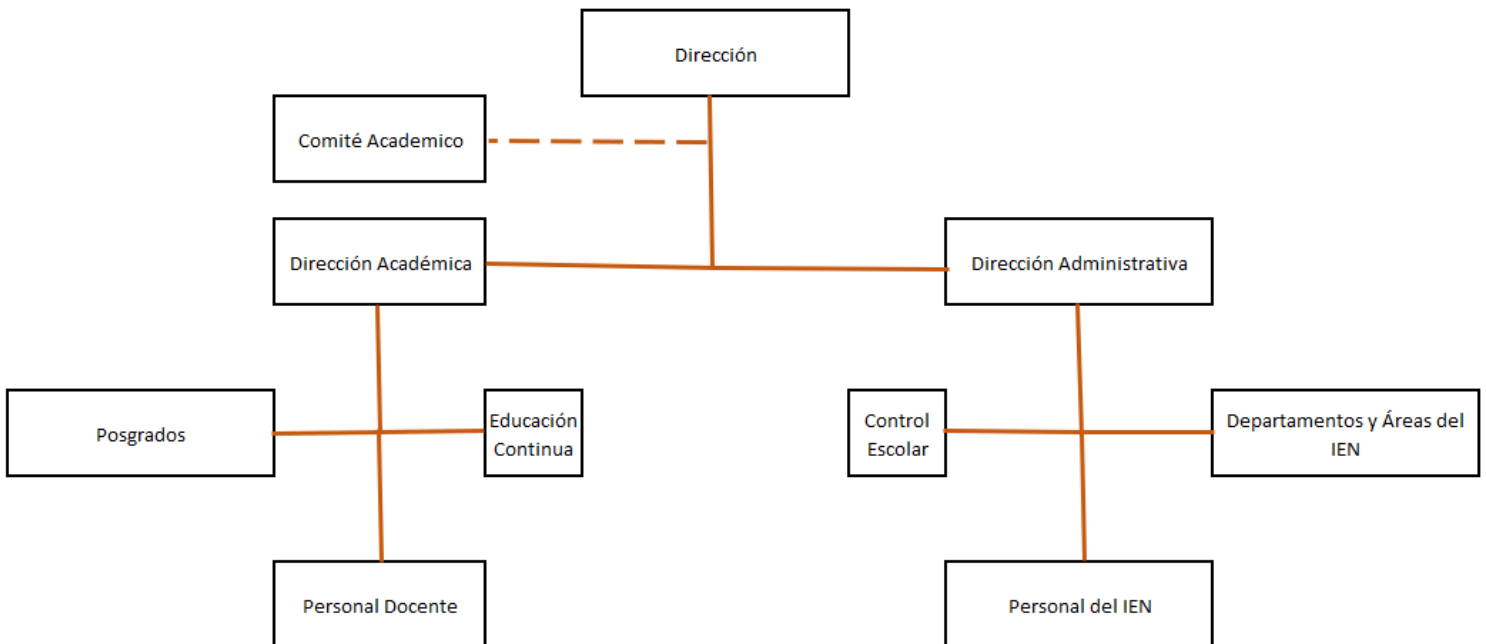 Dirección
Comité Academico
Dirección Académica
Dirección Administrativa
Posgrados
Educación
Continua
Control
Escolar
Departamentos y Áreas del
IEN
Personal Docente
Personal del IEN